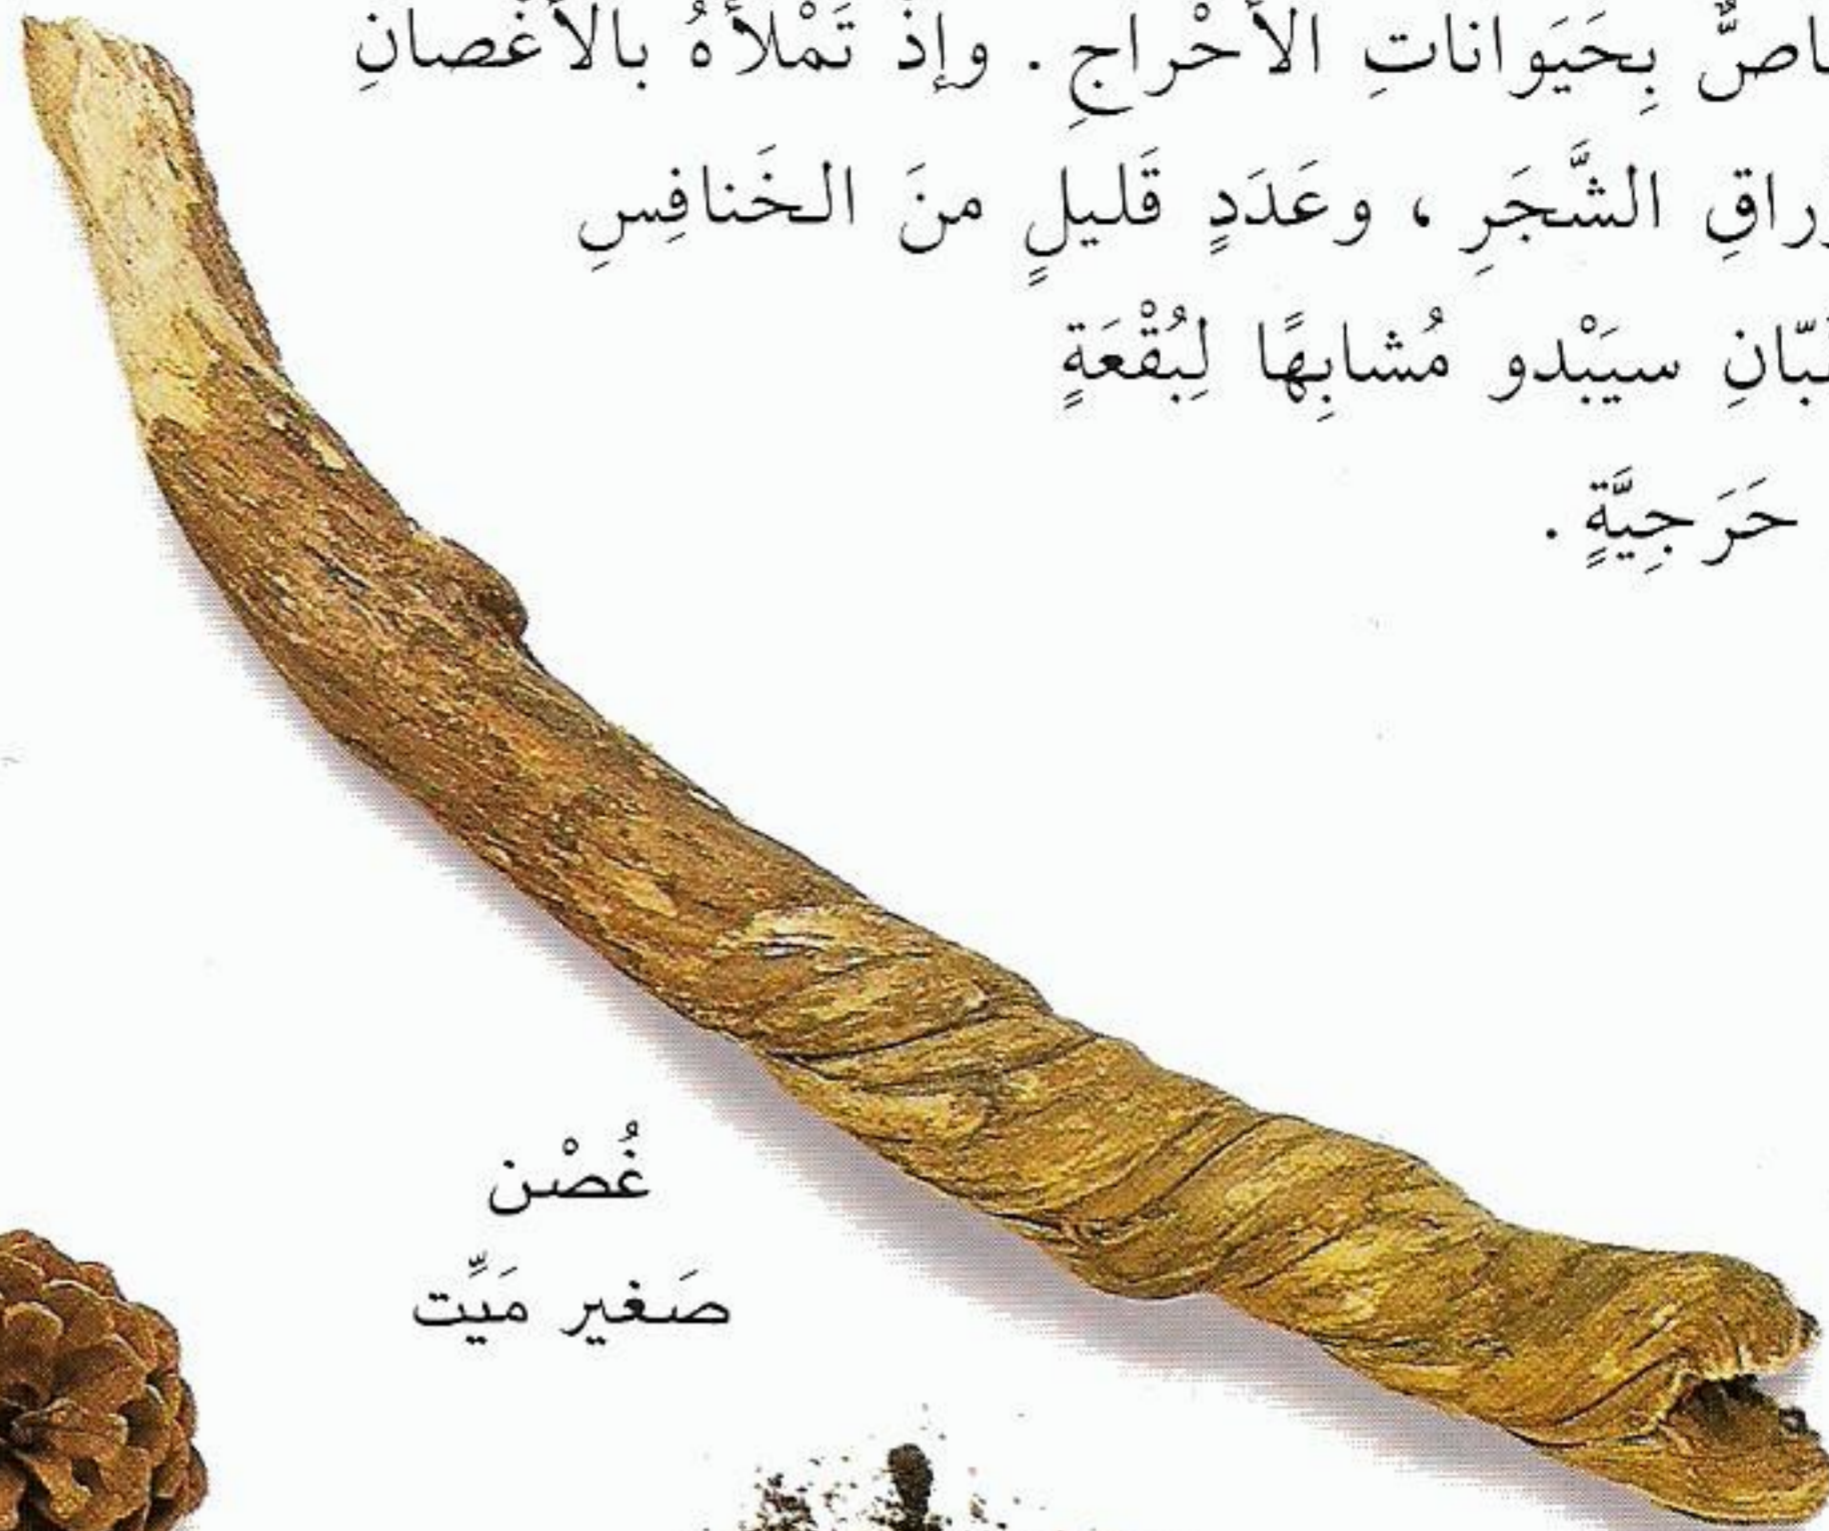 بِحَيَواناتِ الأَحْراجِ . وإذْ تَمْلأُهُ بالأَغْصانِ
الشَّجَرِ ، وعَدَدٍ قَليلٍ منَ الخَنافِسِ
سيَبْدو مُشابِهًا لِبُقْعَةٍ
حَرَجِيَّةٍ .
غُصْن
صَغير مَيِّت